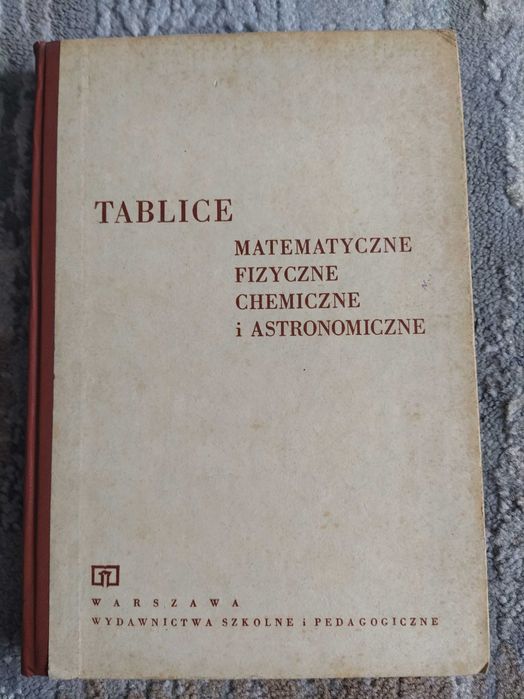 TABLICE
MATEMATYCZNE
FIZYCZNE
CHEMICZNE
i ASTRONOMICZNE
WARSZAWA
WYDAWNICTWA SZKOLNE i PEDAGOGICZNE